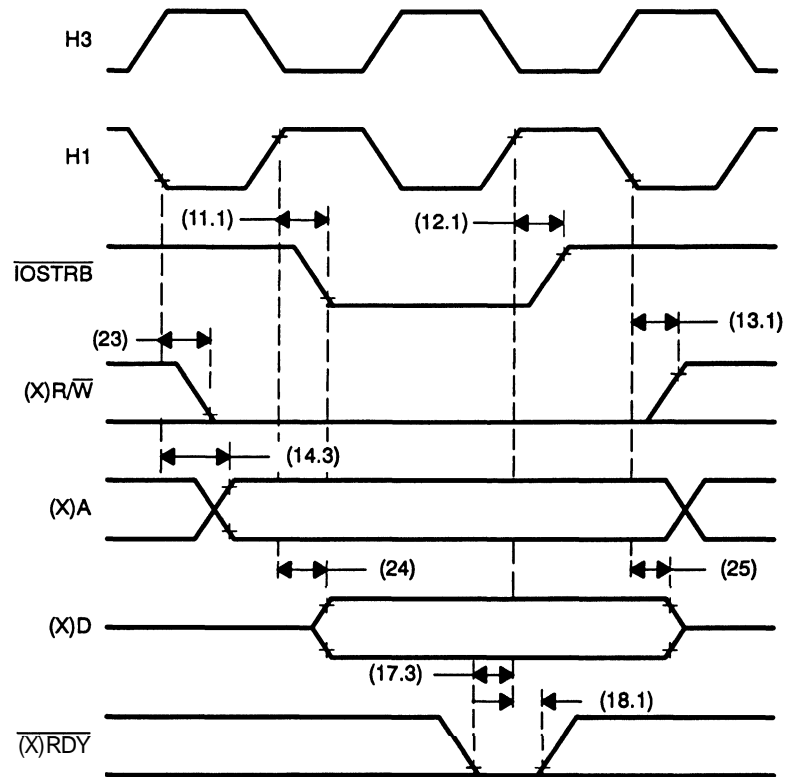 H3
H1
(11.1)
(12.1)
IOSTRB
(23)
(13.1)
(X)R/W
(14.3)
(X)A
(24)
(25)
(X)D
(17.3)
(18.1)
(X)RDY